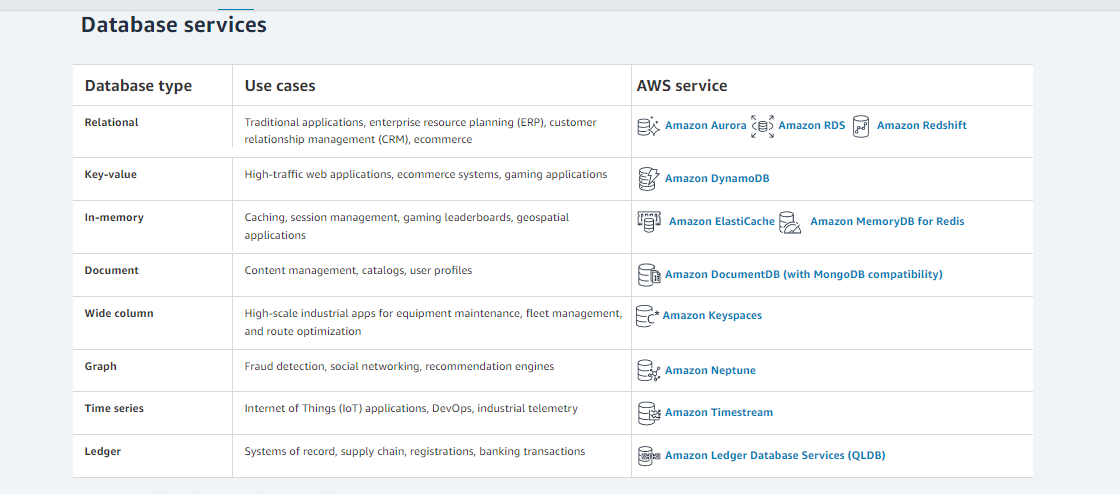 Database services
Database type Use cases AWS service
Relational Traditional applications, enterprise resource planning (ERP), customer
relationship management (CRM), ecommerce
Amazon Aurora Amazon RDS Amazon Redshift
Key-value High-traffic web applications, ecommerce systems, gaming applications Amazon DynamoDB
In-memory Caching, session management, gaming leaderboards, geospatial
applications
Amazon ElastiCache Amazon MemoryDB for Redis
Document Content management, catalogs, user profiles Amazon DocumentDB (with MongoDB compatibility)
Wide column High-scale industrial apps for equipment maintenance, fleet management,
and route optimization
Amazon Keyspaces
Graph Fraud detection, social networking, recommendation engines Amazon Neptune
Time series Internet of Things (IoT) applications, DevOps, industrial telemetry Amazon Timestream
Ledger Systems of record, supply chain, registrations, banking transactions Amazon Ledger Database Services (QLDB)